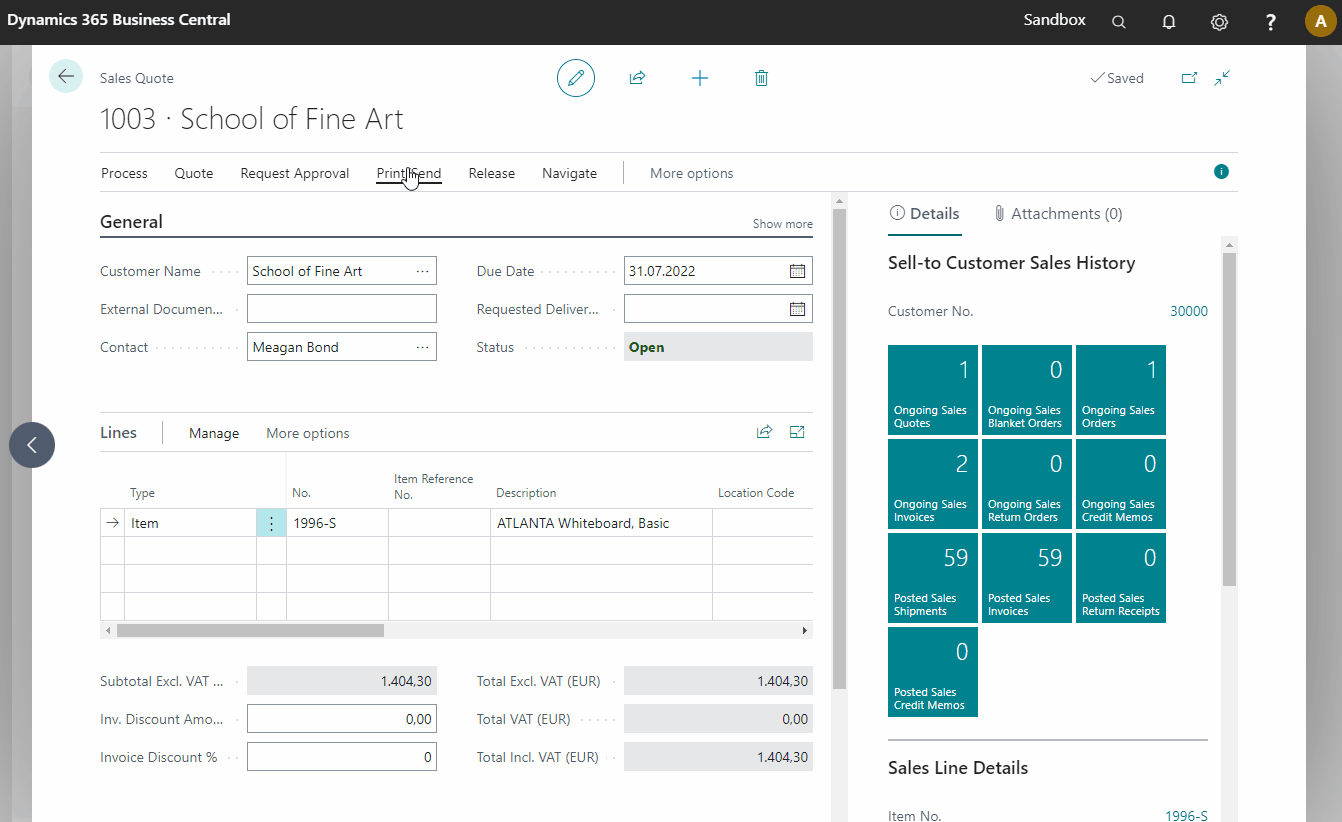 Dynamics 365 Business Central
Sandbox
?
A
Sales Quote
Saved
1003 · School of Fine Art
Process
Quote
Request Approval
Print/Send
Release
Navigate
More options
General
Show more
Customer Name
School of Fine Art
Due Date
31.07.2022
External Documen...
Requested Deliver...
Contact
Meagan Bond
Status
Open
Lines
Manage
More options
Type
No.
Item Reference
No.
Description
Location Code
Item
1996-S
ATLANTA Whiteboard, Basic
Subtotal Excl. VAT ...
1.404,30
Total Excl. VAT (EUR)
1.404,30
Inv. Discount Amo...
0,00
Total VAT (EUR)
0,00
Invoice Discount %
0
Total Incl. VAT (EUR)
1.404,30
Details
Attachments (0)
Sell-to Customer Sales History
Customer No.
30000
1
Ongoing Sales
Quotes
0
Ongoing Sales
Blanket Orders
1
Ongoing Sales
Orders
2
Ongoing Sales
Invoices
0
Ongoing Sales
Return Orders
0
Ongoing Sales
Credit Memos
59
Posted Sales
Shipments
59
Posted Sales
Invoices
0
Posted Sales
Return Receipts
0
Posted Sales
Credit Memos
Sales Line Details
Item No.
1996-S